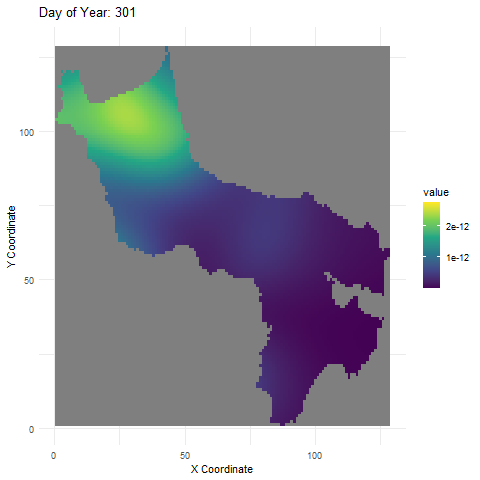 Day of Year: 301
100
50
0
0
50
100
X Coordinate
Y Coordinate
value
2e-12
1e-12